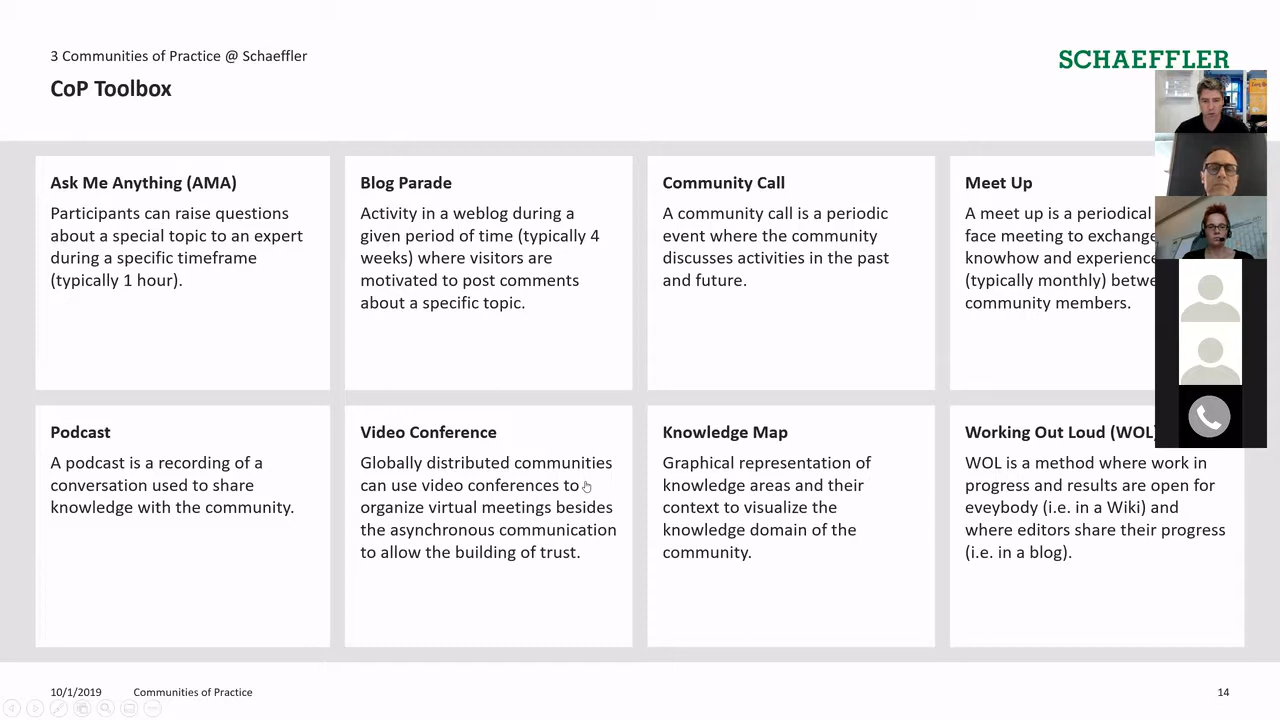 3 Communities of Practice @ Schaeffler
SCHAEFFLER
CoP Toolbox
Ask Me Anything (AMA)
Participants can raise questions
about a special topic to an expert
during a specific timeframe
(typically 1 hour).
Blog Parade
Activity in a weblog during a
given period of time (typically 4
weeks) where visitors are
motivated to post comments
about a specific topic.
Community Call
A community call is a periodic
event where the community
discusses activities in the past
and future.
Meet Up
A meet up is a periodical
face meeting to exchange
knowhow and experience
(typically monthly)
community members.
Podcast
A podcast is a recording of a
conversation used to share
knowledge with the community.
Video Conference
Globally distributed communities
can use video conferences to
organize virtual meetings besides
the asynchronous communication
to allow the building of trust.
Knowledge Map
Graphical representation of
knowledge areas and their
context to visualize the
knowledge domain of the
community.
Working Out Loud (WOL)
WOL is a method where work in
progress and results are open for
eveybody (i.e. in a Wiki) and
where editors share their progress
(i.e. in a blog).
10/1/2019 Communities of Practice 14